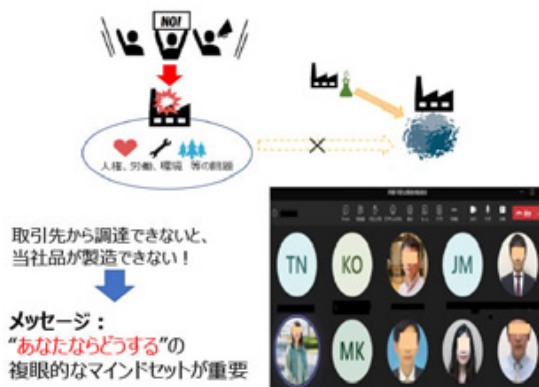 NO!
人権、労働、環境 等の問題
取引先から調達できないと、
当社品が製造できない！
メッセージ：
“あなたならどうする”の
複眼的なマインドセットが重要
TN
KO
JM
MK